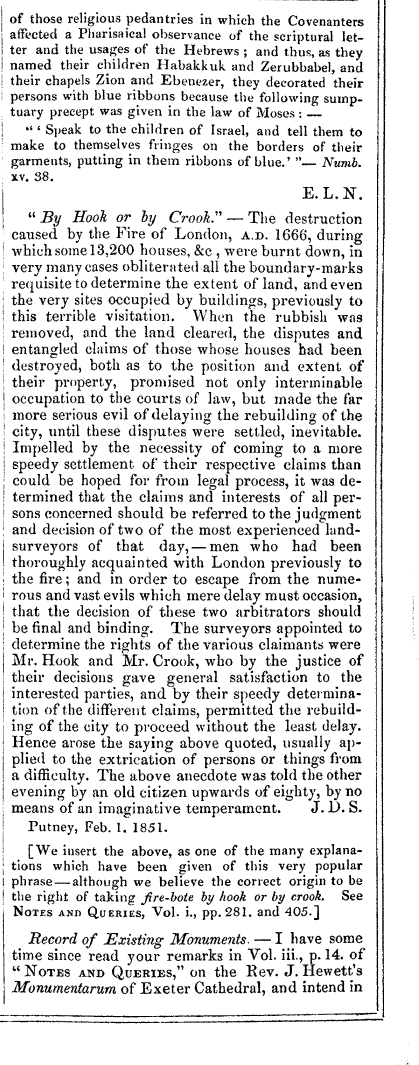 of those religious pedantries in which the Covenanters
affected a Pharisaical observance of the scriptural let-
ter and the usages of the Hebrews; and thus, as they
named their children Habakkuk and Zerubbabel, and
their chapels Zion and Ebenezer, they decorated their
persons with blue ribbons because the following sump-
tuary precept was given in the law of Moses: —
"'Speak to the children of Israel, and tell them to
make to themselves fringes on the borders of their
garments, putting in them ribbons of blue.'"— Numb.
xv. 38.
E. L. N.
"By Hook or by Crook." — The destruction
caused by the Fire of London, A.D. 1666, during
which some 13,200 houses, &c , were burnt down, in
very many cases obliterated all the boundary-marks
requisite to determine the extent of land, and even
the very sites occupied by buildings, previously to
this terrible visitation. When the rubbish was
removed, and the land cleared, the disputes and
entangled claims of those whose houses had been
destroyed, both as to the position and extent of
their property, promised not only interminable
occupation to the courts of law, but made the far
more serious evil of delaying the rebuilding of the
city, until these disputes were settled, inevitable.
Impelled by the necessity of coming to a more
speedy settlement of their respective claims than
could be hoped for from legal process, it was de-
termined that the claims and interests of all per-
sons concerned should be referred to the judgment
and decision of two of the most experienced land-
surveyors of that day,—men who had been
thoroughly acquainted with London previously to
the fire; and in order to escape from the nume-
rous and vast evils which mere delay must occasion,
that the decision of these two arbitrators should
be final and binding. The surveyors appointed to
determine the rights of the various claimants were
Mr. Hook and Mr. Crook, who by the justice of
their decisions gave general satisfaction to the
interested parties, and by their speedy determina-
tion of the different claims, permitted the rebuild-
ing of the city to proceed without the least delay.
Hence arose the saying above quoted, usually ap-
plied to the extrication of persons or things from
a difficulty. The above anecdote was told the other
evening by an old citizen upwards of eighty, by no
means of an imaginative temperament. J. D. S.
Putney, Feb. 1. 1851.
[We insert the above, as one of the many explana-
tions which have been given of this very popular
phrase—although we believe the correct origin to be
the right of taking fire-bote by hook or by crook. See
NOTES AND QUERIES, Vol. i., pp. 281. and 405.]
Record of Existing Monuments. — I have some
time since read your remarks in Vol. iii., p. 14. of
"NOTES AND QUERIES," on the Rev. J. Hewett's
Monumentarum of Exeter Cathedral, and intend in